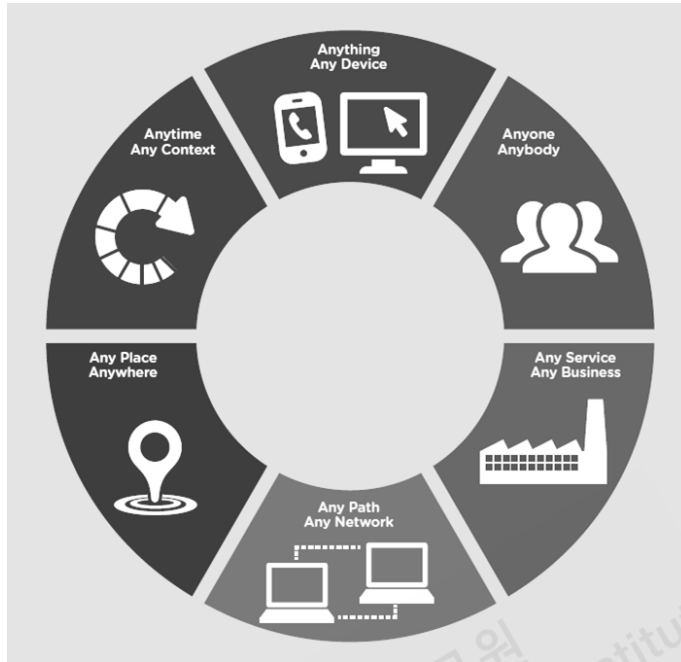 Anything
Any Device
Anyone
Anybody
Any Service
Any Business
Any Path
Any Network
Any Place
Anywhere
Anytime
Any Context